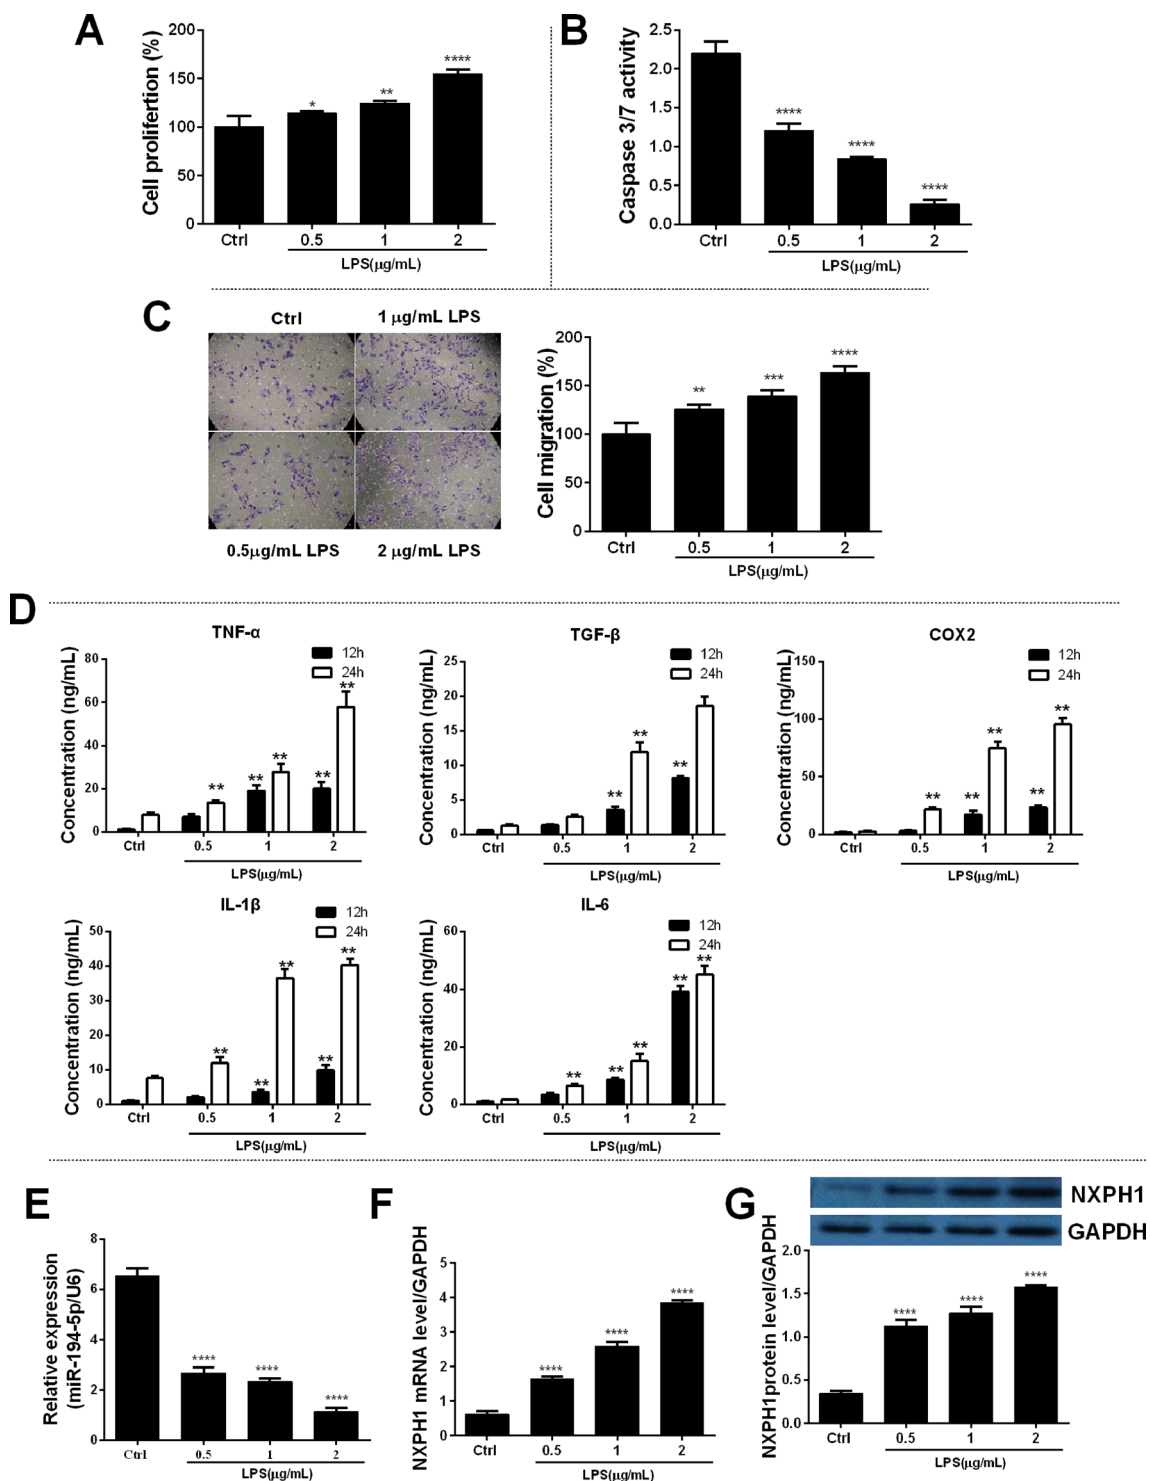 A
Cell prolifertion (%)
200
150
100
50
0
*
**
****
Ctrl
0.5
1
2
LPS(μg/mL)
B
Caspase 3/7 activity
2.5
2.0
1.5
1.0
0.5
0.0
****
****
****
Ctrl
0.5
1
2
LPS(μg/mL)
C
Ctrl
1 μg/mL LPS
0.5μg/mL LPS
2 μg/mL LPS
Cell migration (%)
200
150
100
50
0
**
***
****
Ctrl
0.5
1
2
LPS(μg/mL)
D
TNF-α
12h
24h
Concentration (ng/mL)
80
60
40
20
0
**
**
**
**
**
Ctrl
0.5
1
2
LPS(μg/mL)
TGF-β
12h
24h
Concentration (ng/mL)
25
20
15
10
5
0
**
**
**
Ctrl
0.5
1
2
LPS(μg/mL)
COX2
12h
24h
Concentration (ng/mL)
150
100
50
0
**
**
**
**
**
Ctrl
0.5
1
2
LPS(μg/mL)
IL-1β
12h
24h
Concentration (ng/mL)
50
40
30
20
10
0
**
**
**
**
**
Ctrl
0.5
1
2
LPS(μg/mL)
IL-6
12h
24h
Concentration (ng/mL)
60
40
20
0
**
**
**
**
**
Ctrl
0.5
1
2
LPS(μg/mL)
E
Relative expression
(miR-194-5p/U6)
8
6
4
2
0
****
****
****
Ctrl
0.5
1
2
LPS(μg/mL)
F
NXPH1 mRNA level/GAPDH
5
4
3
2
1
0
****
****
****
Ctrl
0.5
1
2
LPS(μg/mL)
G
NXPH1
GAPDH
NXPH1protein level/GAPDH
2.0
1.5
1.0
0.5
0.0
****
****
****
Ctrl
0.5
1
2
LPS(μg/mL)